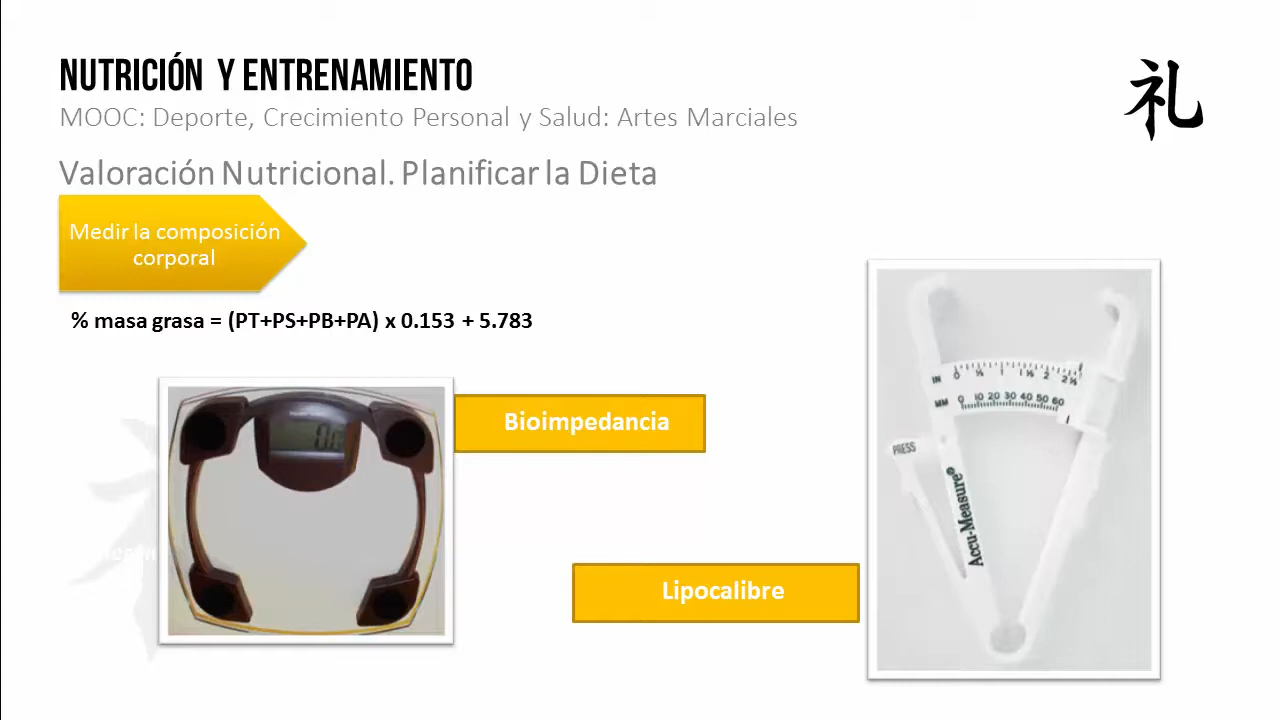 NUTRICIÓN Y ENTRENAMIENTO
礼
MOOC: Deporte, Crecimiento Personal y Salud: Artes Marciales
Valoración Nutricional. Planificar la Dieta
Medir la composición
corporal
% masa grasa = (PT+PS+PB+PA) x 0.153 + 5.783
Bioimpedancia
Lipocalibre
IN 0 ½ 1 1½ 2 2½
MM 0 10 20 30 40 50 60
PRESS
Accu-Measure®